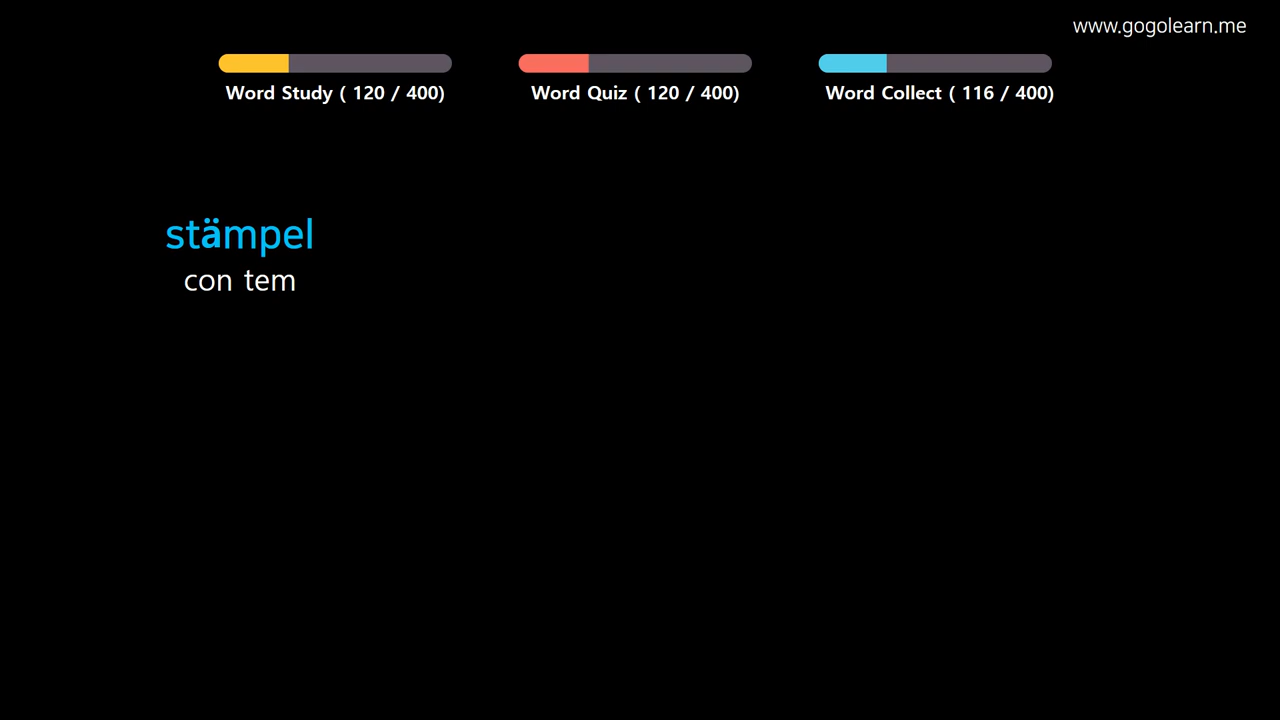 www.gogolearn.me
Word Study ( 120 / 400)
Word Quiz ( 120 / 400)
Word Collect ( 116 / 400)
stämpel
con tem